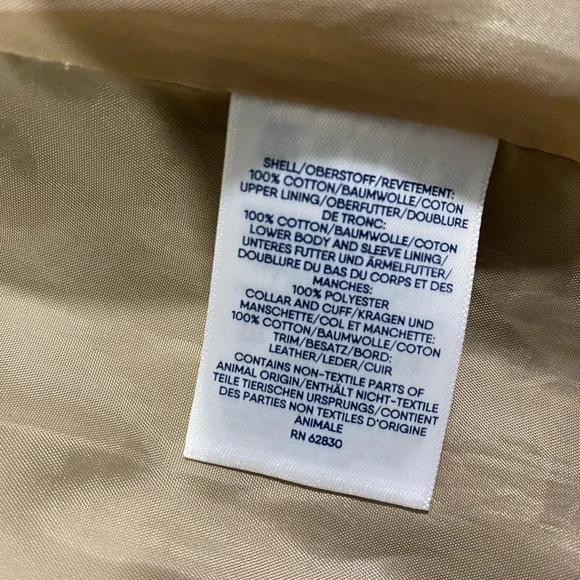 SHELL/OBERSTOFF/REVETEMENT:
100% COTTON/BAUMWOLLE/COTON
UPPER LINING/OBERFUTTER/DOUBLURE
DE TRONC:
100% COTTON/BAUMWOLLE/COTON
LOWER BODY AND SLEEVE LINING/
UNTERES FUTTER UND ÄRMELFUTTER/
DOUBLURE DU BAS DU CORPS ET DES
MANCHES:
100% POLYESTER
COLLAR AND CUFF/KRAGEN UND
MANSCHETTE/COL ET MANCHETTE:
100% COTTON/BAUMWOLLE/COTON
TRIM/BESATZ/BORD:
LEATHER/LEDER/CUIR
CONTAINS NON-TEXTILE PARTS OF
ANIMAL ORIGIN/ENTHÄLT NICHT-TEXTILE
TEILE TIERISCHEN URSPRUNGS/CONTIENT
DES PARTIES NON TEXTILES D'ORIGINE
ANIMALE
RN 62830